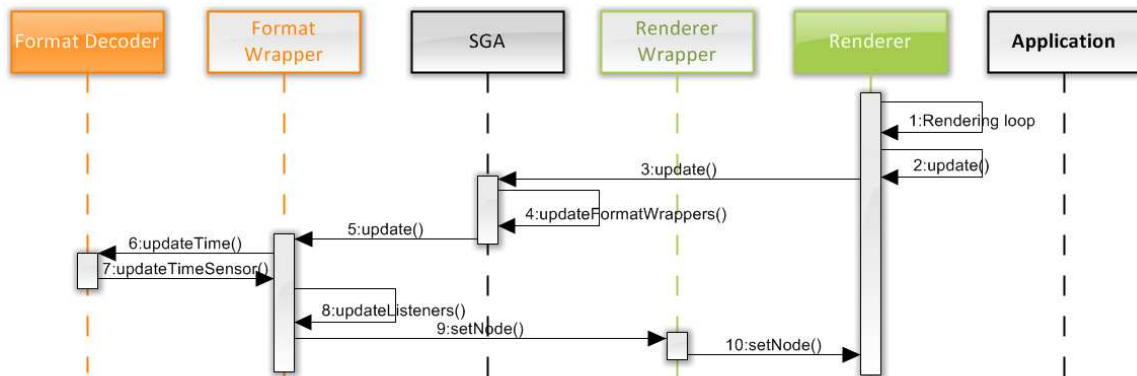 Format Decoder
Format
Wrapper
SGA
Renderer
Wrapper
Renderer
Application
1:Rendering loop
2:update()
3:update()
4:updateFormatWrappers()
5:update()
6:updateTime()
7:updateTimeSensor()
8:updateListeners()
9:setNode()
10:setNode()